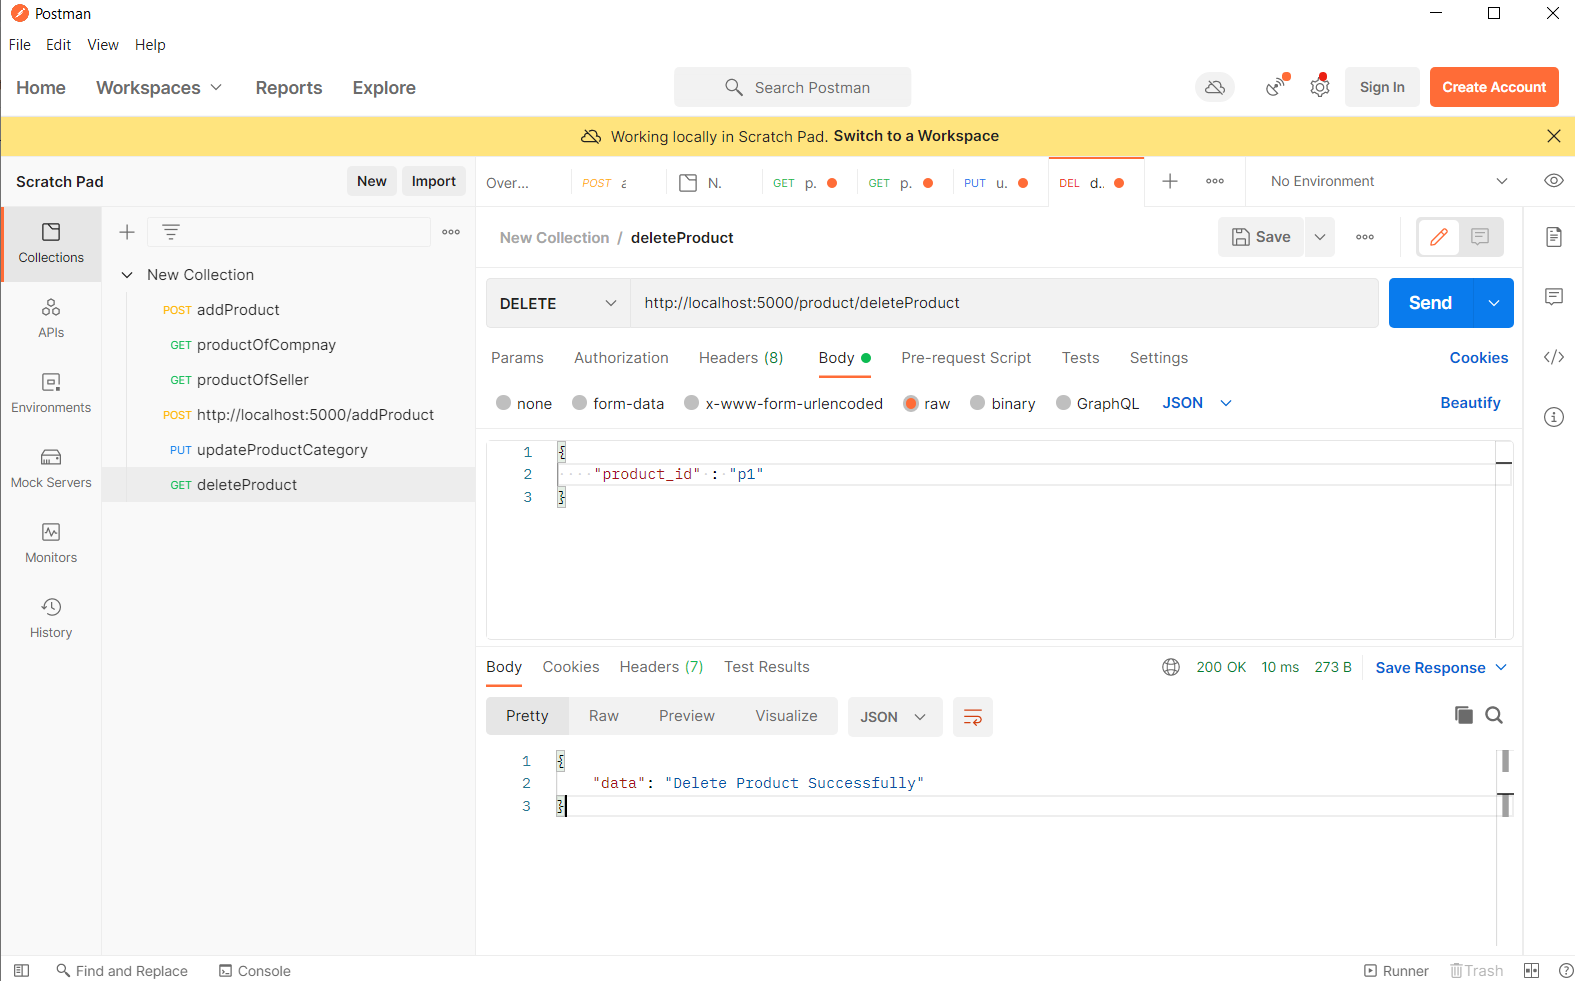 Postman
File Edit View Help
Home Workspaces Reports Explore Search Postman Sign In Create Account
Working locally in Scratch Pad. Switch to a Workspace
Scratch Pad New Import Over... POST N. GET p. GET p. PUT u. DEL d.. No Environment
New Collection / deleteProduct Save
Collections
New Collection
POST addProduct
GET productOfCompnay
GET productOfSeller
POST http://localhost:5000/addProduct
PUT updateProductCategory
GET deleteProduct
APIs
Environments
Mock Servers
Monitors
History
DELETE http://localhost:5000/product/deleteProduct Send
Params Authorization Headers (8) Body Pre-request Script Tests Settings Cookies
none form-data x-www-form-urlencoded raw binary GraphQL JSON Beautify
1 {
2 "product_id" : "p1"
3 }
Body Cookies Headers (7) Test Results 200 OK 10 ms 273 B Save Response
Pretty Raw Preview Visualize JSON
1 {
2 "data": "Delete Product Successfully"
3 }
Find and Replace Console Runner Trash